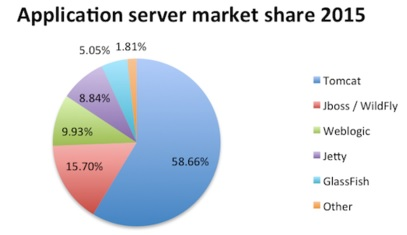 Application server market share 2015
5.05%
1.81%
8.84%
9.93%
15.70%
58.66%
Tomcat
Jboss / WildFly
Weblogic
Jetty
GlassFish
Other